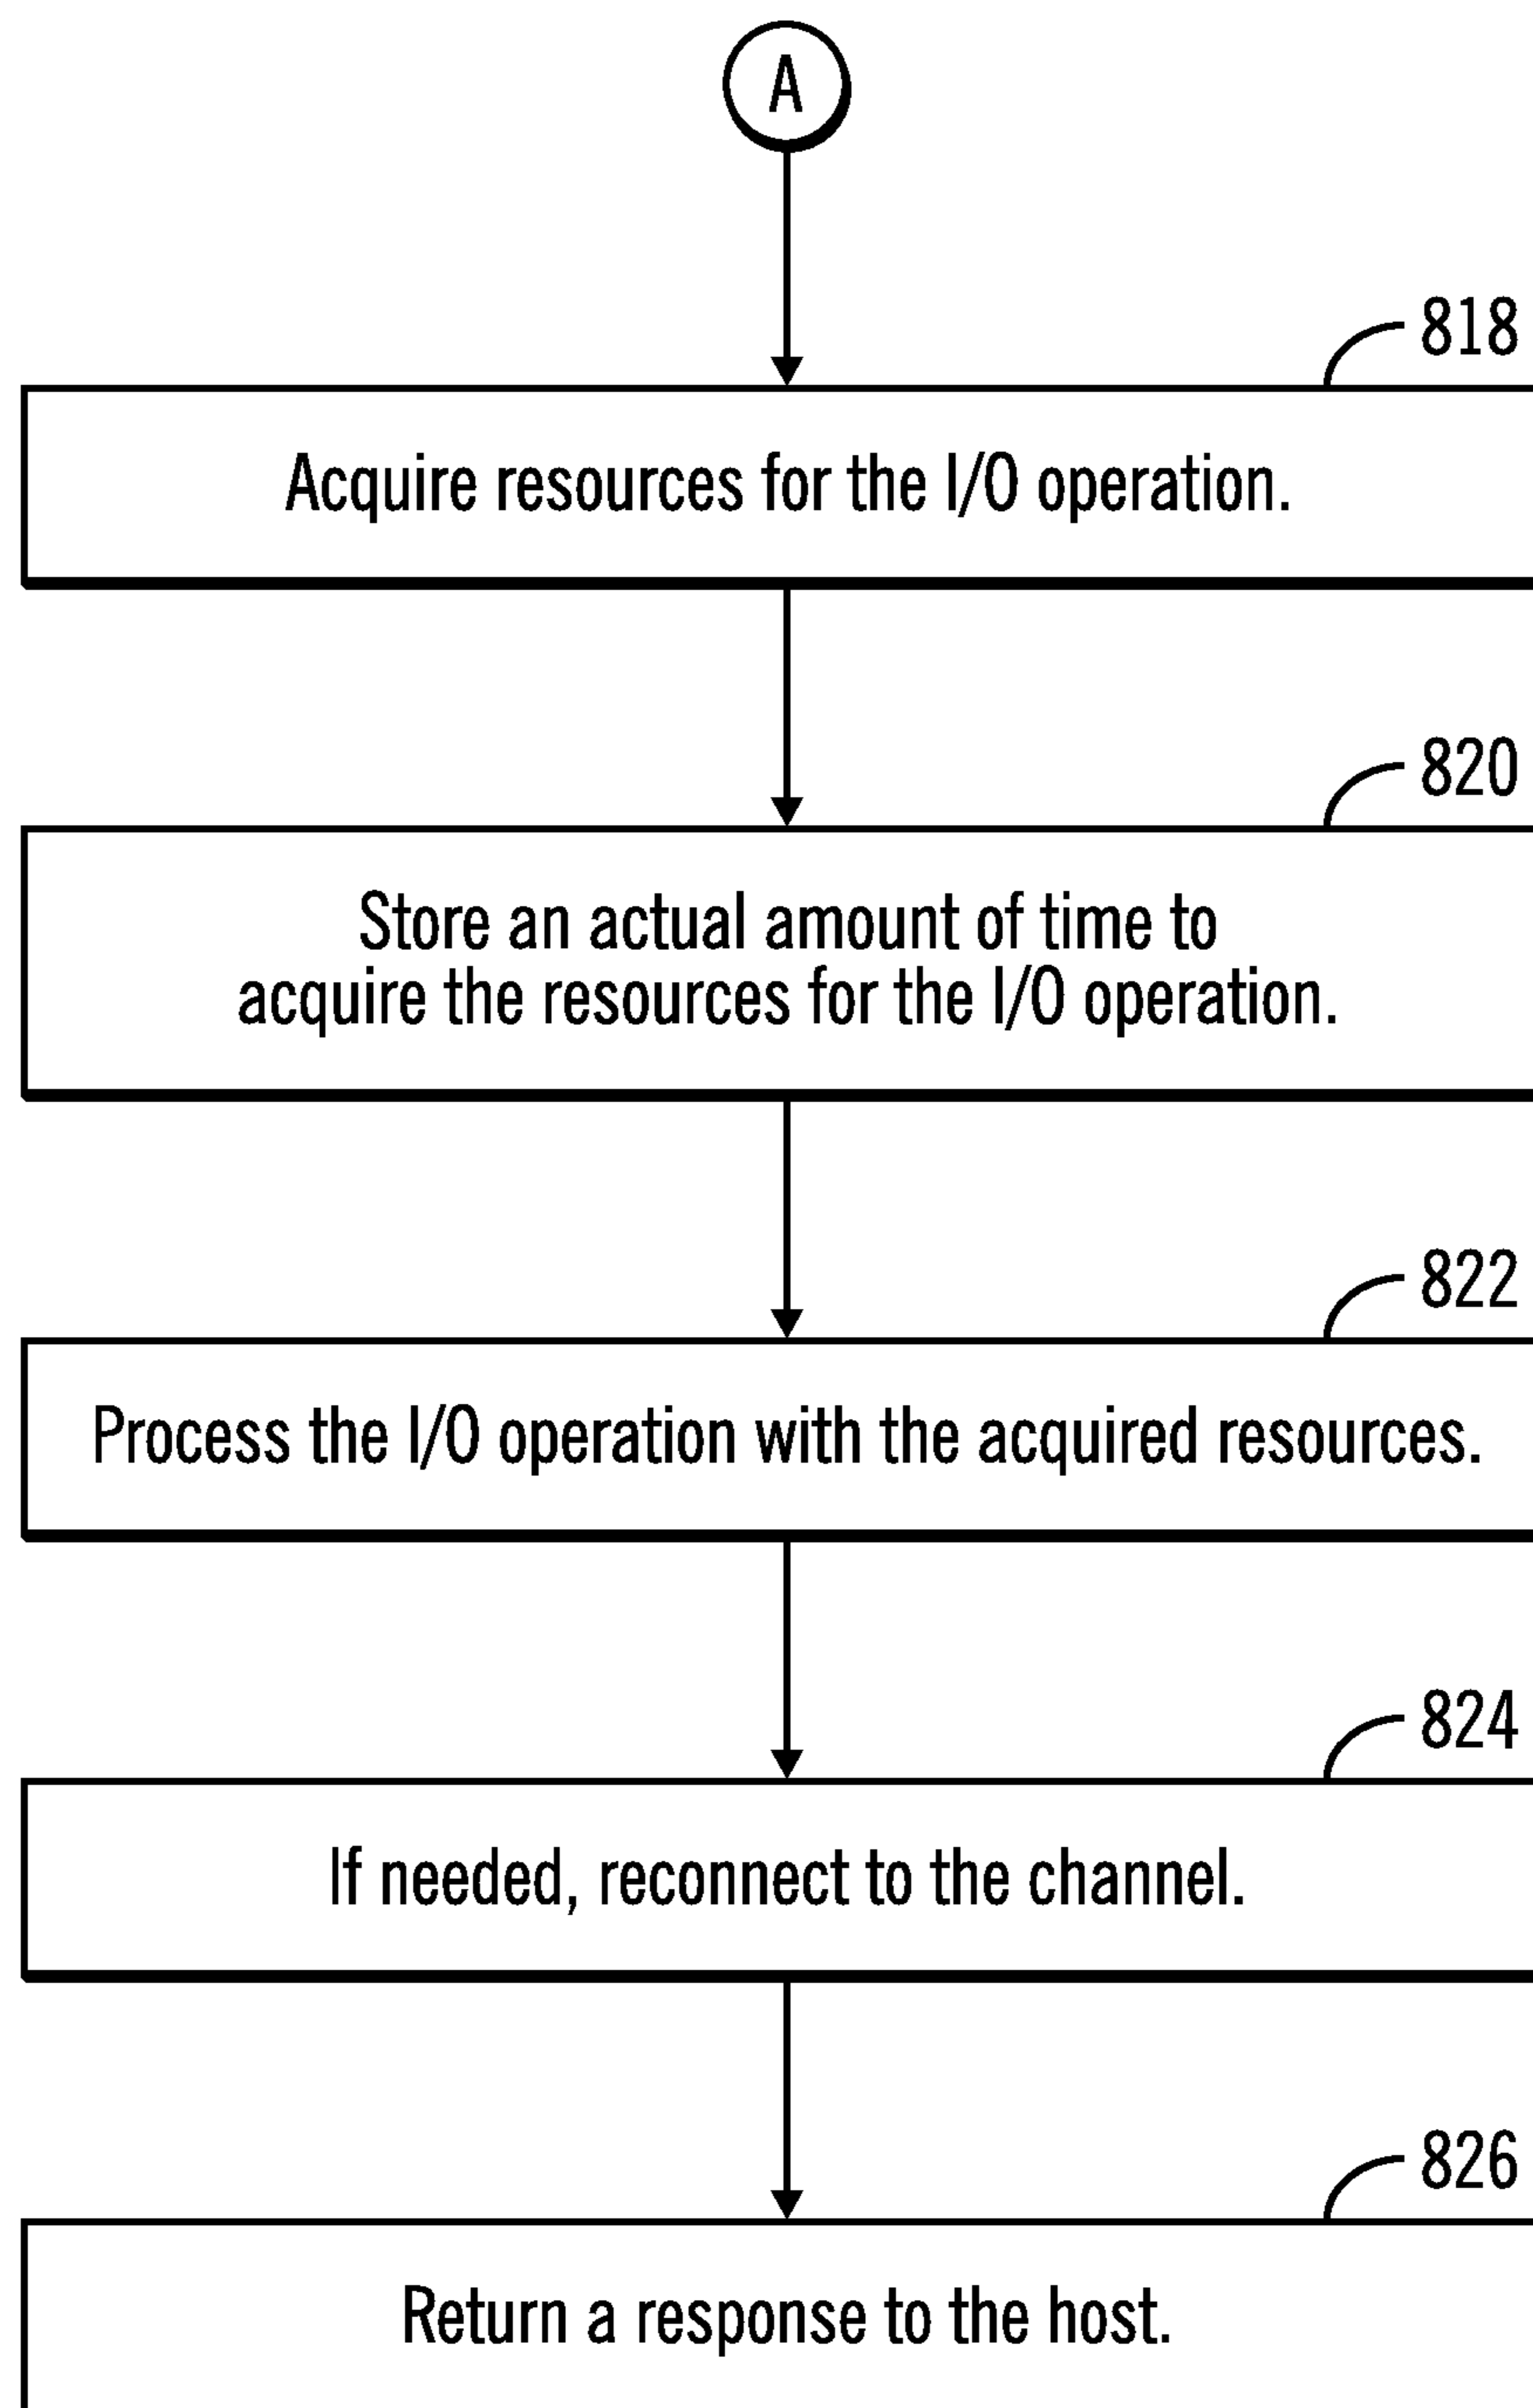 A
818
Acquire resources for the I/O operation.
820
Store an actual amount of time to
acquire the resources for the I/O operation.
822
Process the I/O operation with the acquired resources.
824
If needed, reconnect to the channel.
826
Return a response to the host.